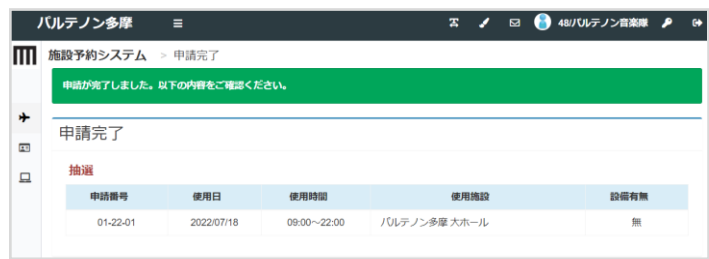 パルテノン多摩 48/パルテノン音楽隊
施設予約システム > 申請完了
申請が完了しました。以下の内容をご確認ください。
申請完了
抽選
申請番号 使用日 使用時間 使用施設 設備有無
01-22-01 2022/07/18 09:00～22:00 パルテノン多摩 大ホール 無